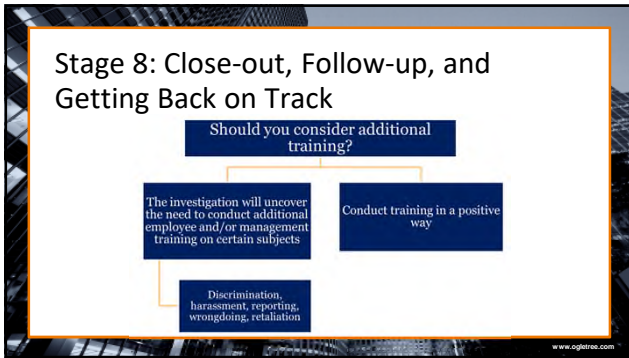 Stage 8: Close-out, Follow-up, and
Getting Back on Track
Should you consider additional
training?
The investigation will uncover
the need to conduct additional
employee and/or management
training on certain subjects
Conduct training in a positive
way
Discrimination,
harassment, reporting,
wrongdoing, retaliation
www.ogletree.com